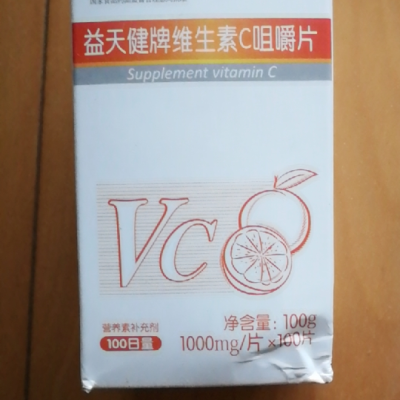 益天健牌维生素C咀嚼片
Supplement vitamin C
VC
营养素补充剂
100日量
净含量：100g
1000mg/片×100片